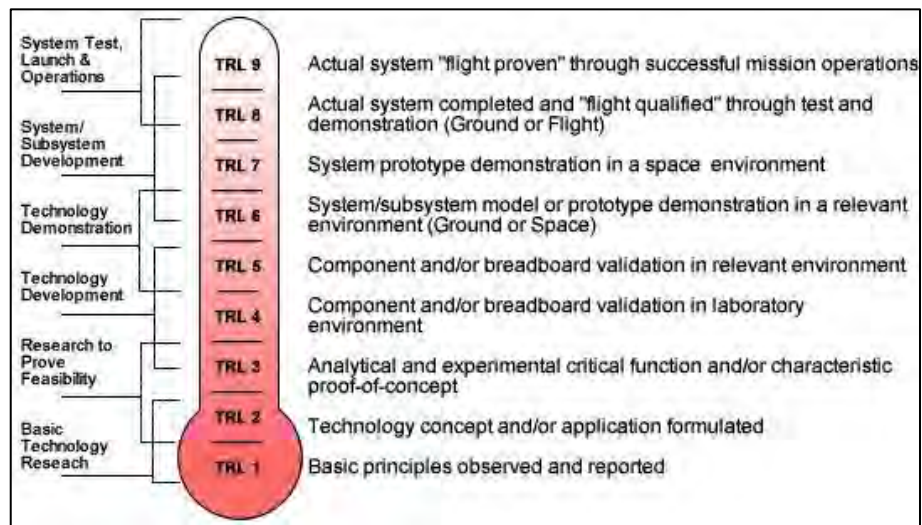 System Test,
Launch &
Operations
System/
Subsystem
Development
Technology
Demonstration
Technology
Development
Research to
Prove
Feasibility
Basic
Technology
Reseach
TRL 9
Actual system "flight proven" through successful mission operations
TRL 8
Actual system completed and "flight qualified" through test and
demonstration (Ground or Flight)
TRL 7
System prototype demonstration in a space environment
TRL 6
System/subsystem model or prototype demonstration in a relevant
environment (Ground or Space)
TRL 5
Component and/or breadboard validation in relevant environment
TRL 4
Component and/or breadboard validation in laboratory
environment
TRL 3
Analytical and experimental critical function and/or characteristic
proof-of-concept
TRL 2
Technology concept and/or application formulated
TRL 1
Basic principles observed and reported